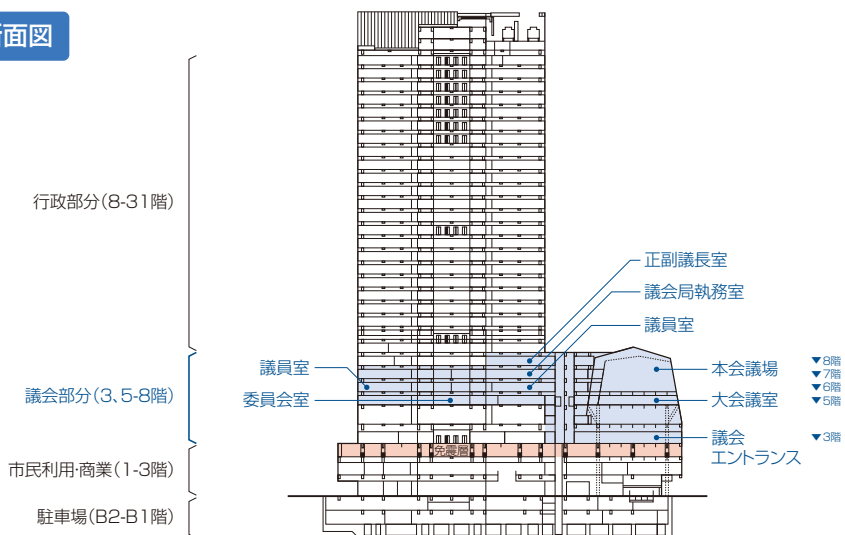 面図
行政部分(8-31階)
正副議長室
議会局執務室
議員室
議員室
委員会室
本会議場
大会議室
議会
エントランス
▼8階
▼7階
▼6階
▼5階
▼3階
議会部分(3、5-8階)
免震層
市民利用・商業(1-3階)
駐車場(B2-B1階)